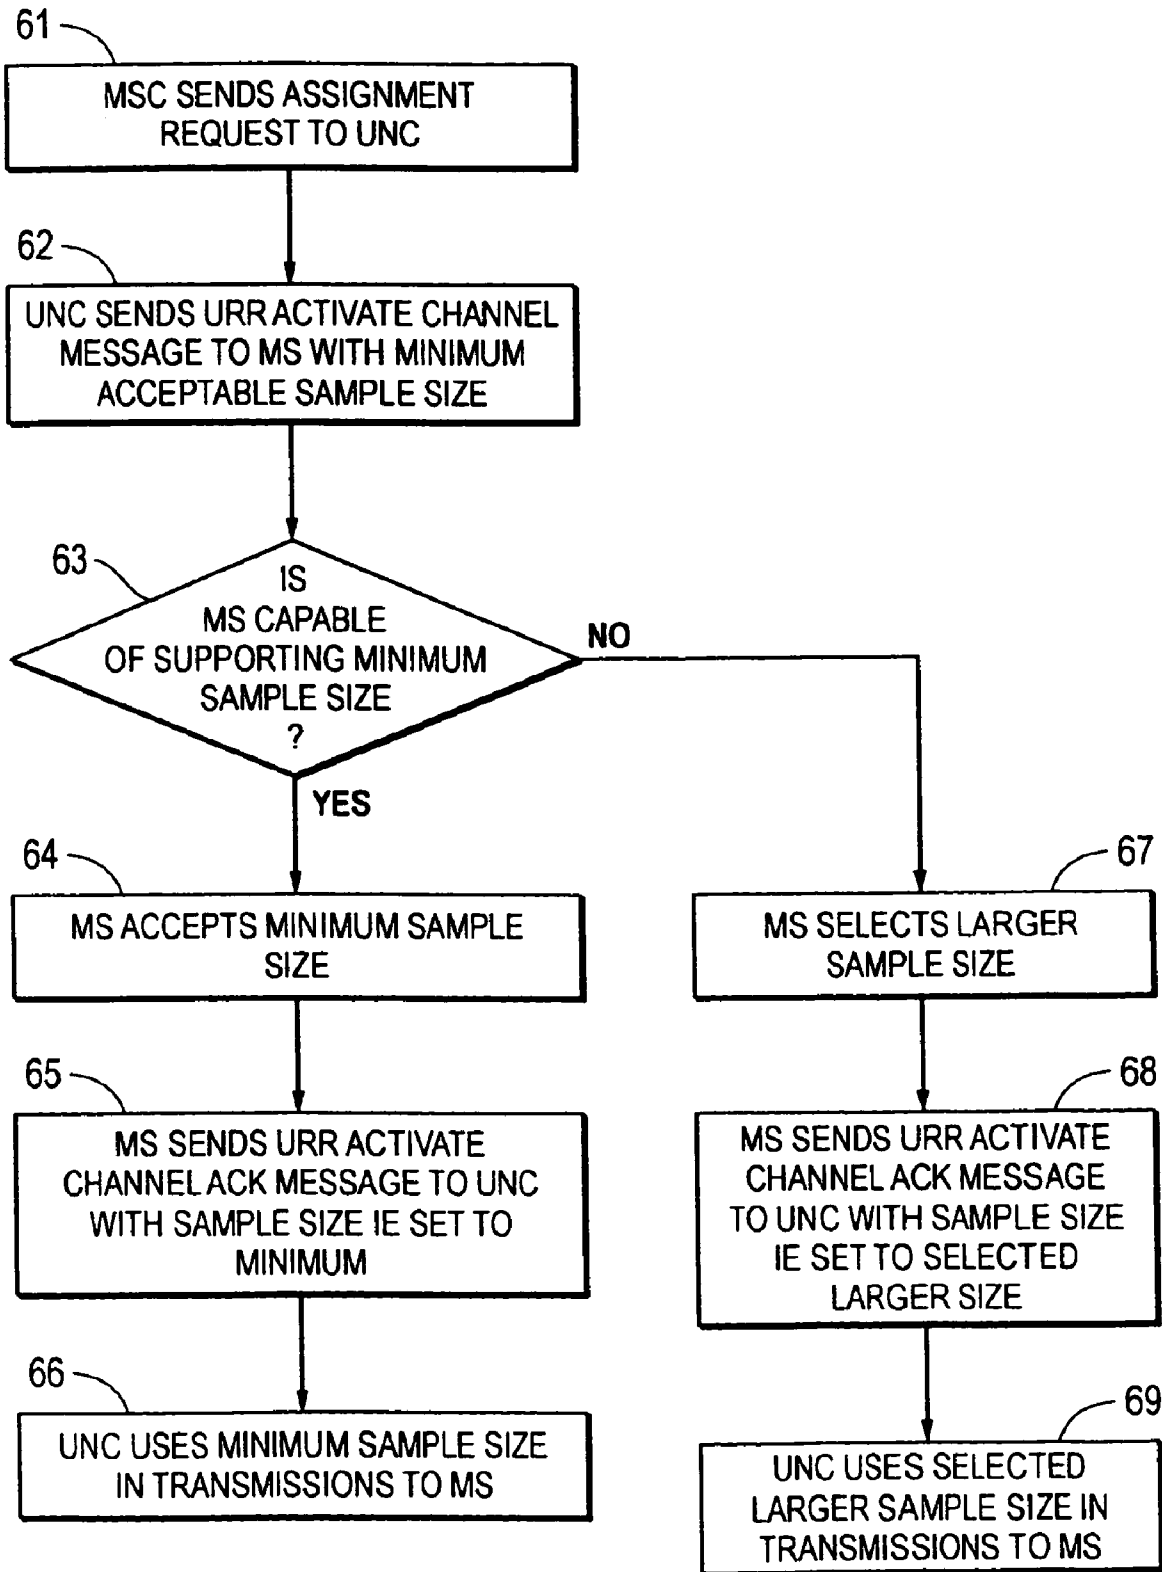 61
MSC SENDS ASSIGNMENT
REQUEST TO UNC
62
UNC SENDS URR ACTIVATE CHANNEL
MESSAGE TO MS WITH MINIMUM
ACCEPTABLE SAMPLE SIZE
63
IS
MS CAPABLE
OF SUPPORTING MINIMUM
SAMPLE SIZE
?
NO
YES
64
MS ACCEPTS MINIMUM SAMPLE
SIZE
65
MS SENDS URR ACTIVATE
CHANNEL ACK MESSAGE TO UNC
WITH SAMPLE SIZE IE SET TO
MINIMUM
66
UNC USES MINIMUM SAMPLE SIZE
IN TRANSMISSIONS TO MS
67
MS SELECTS LARGER
SAMPLE SIZE
68
MS SENDS URR ACTIVATE
CHANNEL ACK MESSAGE
TO UNC WITH SAMPLE SIZE
IE SET TO SELECTED
LARGER SIZE
69
UNC USES SELECTED
LARGER SAMPLE SIZE IN
TRANSMISSIONS TO MS